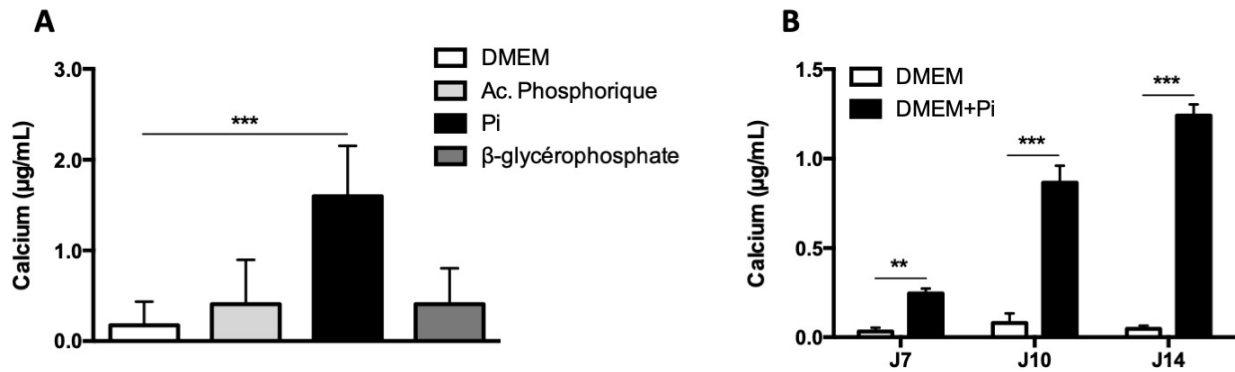 A
DMEM
Ac. Phosphorique
Pi
β-glycérophosphate
Calcium (µg/mL)
3.0
2.0
1.0
0.0
***
B
DMEM
DMEM+Pi
Calcium (µg/mL)
1.5
1.0
0.5
0.0
**
***
***
J7 J10 J14